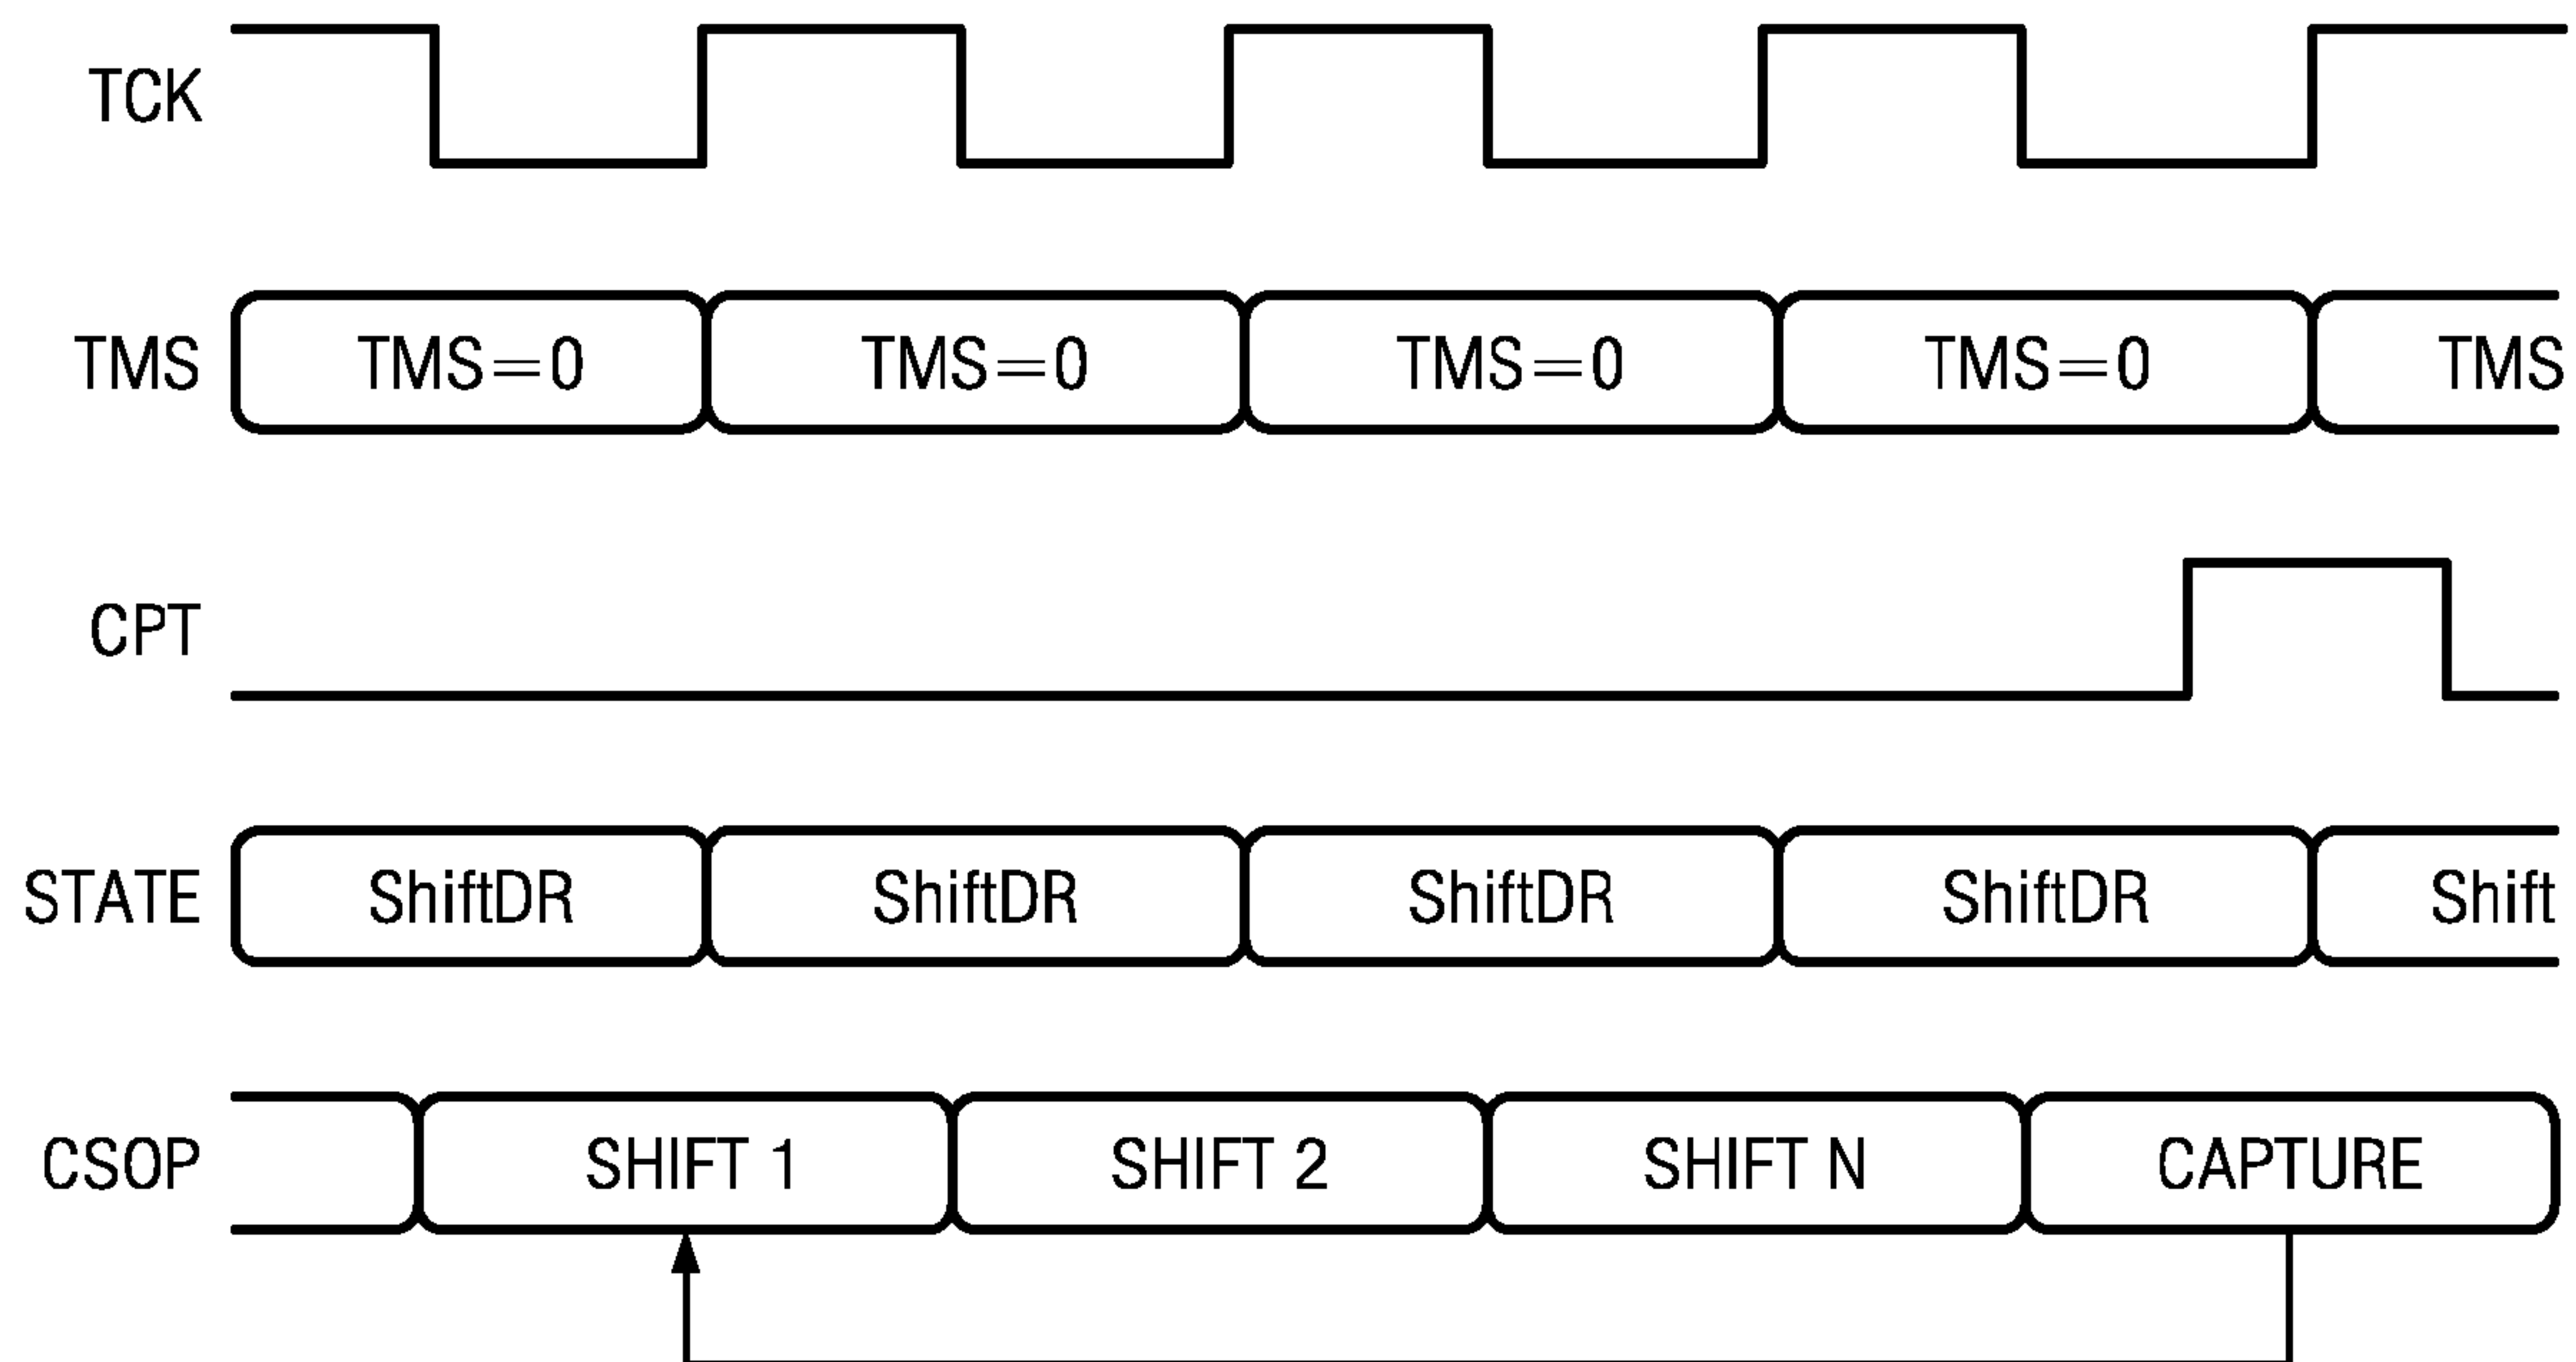 TCK
TMS TMS=0 TMS=0 TMS=0 TMS=0 TMS
CPT
STATE ShiftDR ShiftDR ShiftDR ShiftDR Shift
CSOP SHIFT 1 SHIFT 2 SHIFT N CAPTURE